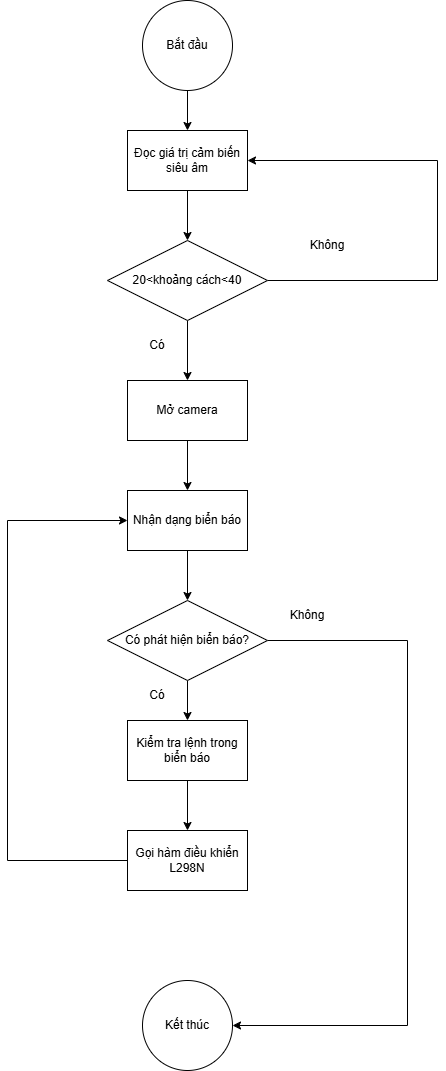 Bắt đầu
Đọc giá trị cảm biến
siêu âm
Không
20<khoảng cách<40
Có
Mở camera
Nhận dạng biển báo
Không
Có phát hiện biển báo?
Có
Kiểm tra lệnh trong
biển báo
Gọi hàm điều khiển
L298N
Kết thúc